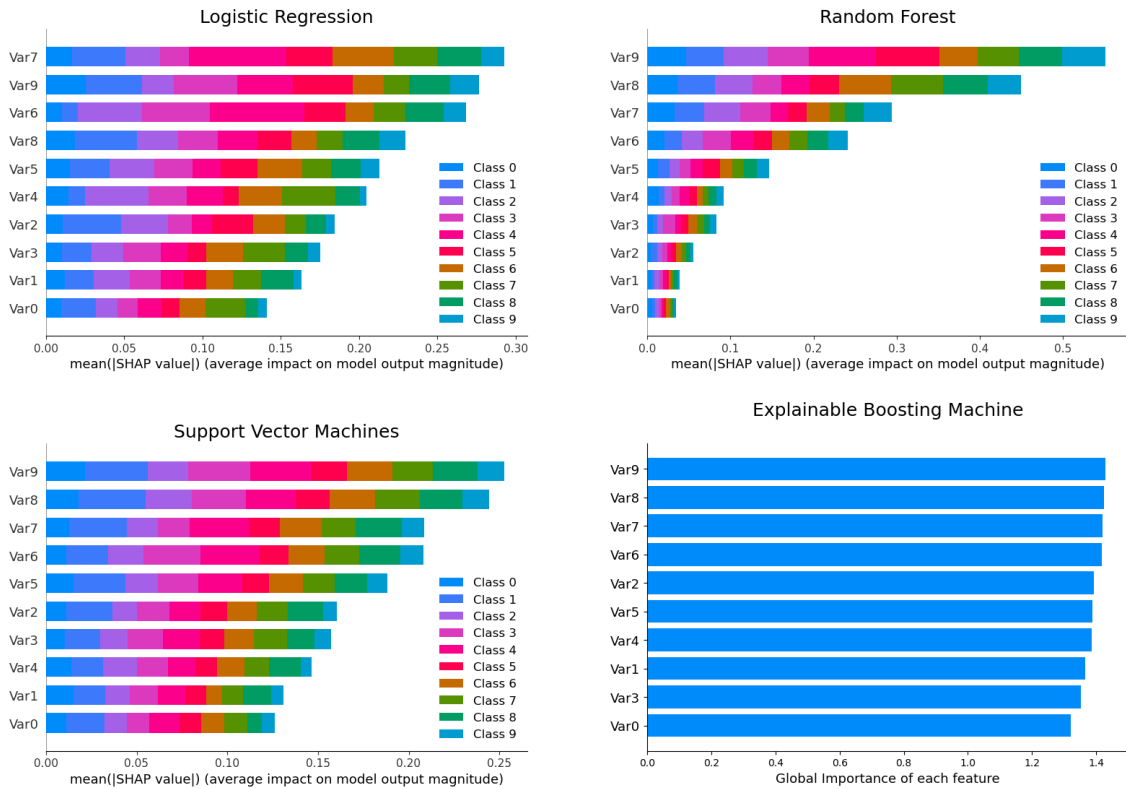 Logistic Regression
Var7
Var9
Var6
Var8
Var5
Var4
Var2
Var3
Var1
Var0
Class 0
Class 1
Class 2
Class 3
Class 4
Class 5
Class 6
Class 7
Class 8
Class 9
0.00 0.05 0.10 0.15 0.20 0.25 0.30
mean(|SHAP value|) (average impact on model output magnitude)
Random Forest
Var9
Var8
Var7
Var6
Var5
Var4
Var3
Var2
Var1
Var0
Class 0
Class 1
Class 2
Class 3
Class 4
Class 5
Class 6
Class 7
Class 8
Class 9
0.0 0.1 0.2 0.3 0.4 0.5
mean(|SHAP value|) (average impact on model output magnitude)
Support Vector Machines
Var9
Var8
Var7
Var6
Var5
Var2
Var3
Var4
Var1
Var0
Class 0
Class 1
Class 2
Class 3
Class 4
Class 5
Class 6
Class 7
Class 8
Class 9
0.00 0.05 0.10 0.15 0.20 0.25
mean(|SHAP value|) (average impact on model output magnitude)
Explainable Boosting Machine
Var9
Var8
Var7
Var6
Var2
Var5
Var4
Var1
Var3
Var0
0.0 0.2 0.4 0.6 0.8 1.0 1.2 1.4
Global Importance of each feature